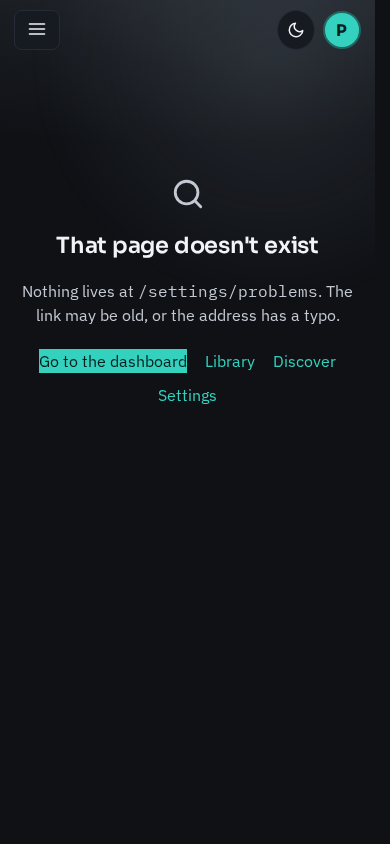 P
That page doesn't exist
Nothing lives at /settings/problems. The
link may be old, or the address has a typo.
Go to the dashboard Library Discover
Settings